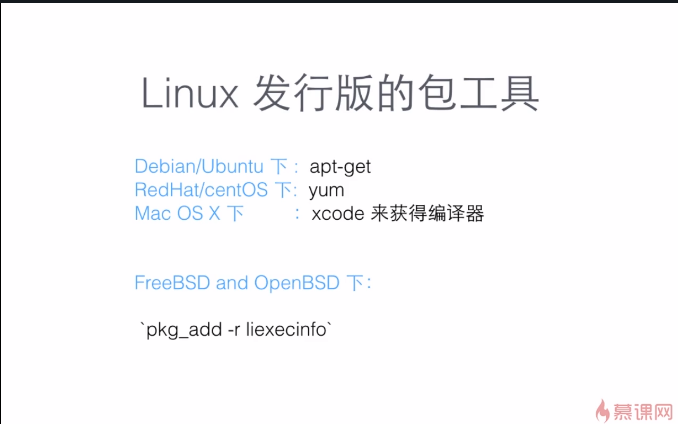 Linux 发行版的包工具
Debian/Ubuntu 下： apt-get
RedHat/centOS 下: yum
Mac OS X 下 ： xcode 来获得编译器
FreeBSD and OpenBSD 下：
`pkg_add -r liexecinfo`
慕课网